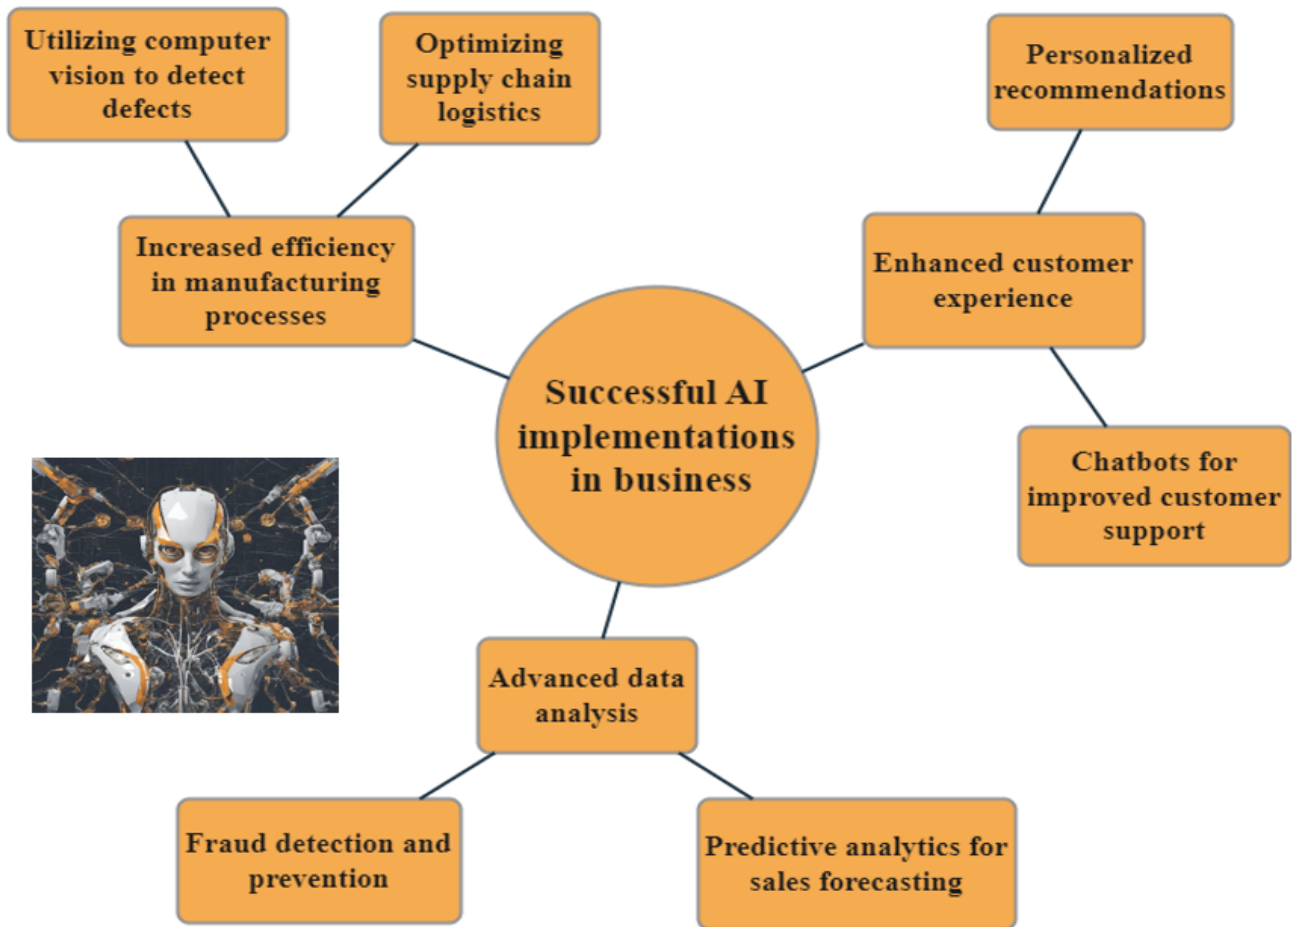 Utilizing computer
vision to detect
defects
Optimizing
supply chain
logistics
Personalized
recommendations
Increased efficiency
in manufacturing
processes
Enhanced customer
experience
Successful AI
implementations
in business
Chatbots for
improved customer
support
Advanced data
analysis
Fraud detection and
prevention
Predictive analytics for
sales forecasting